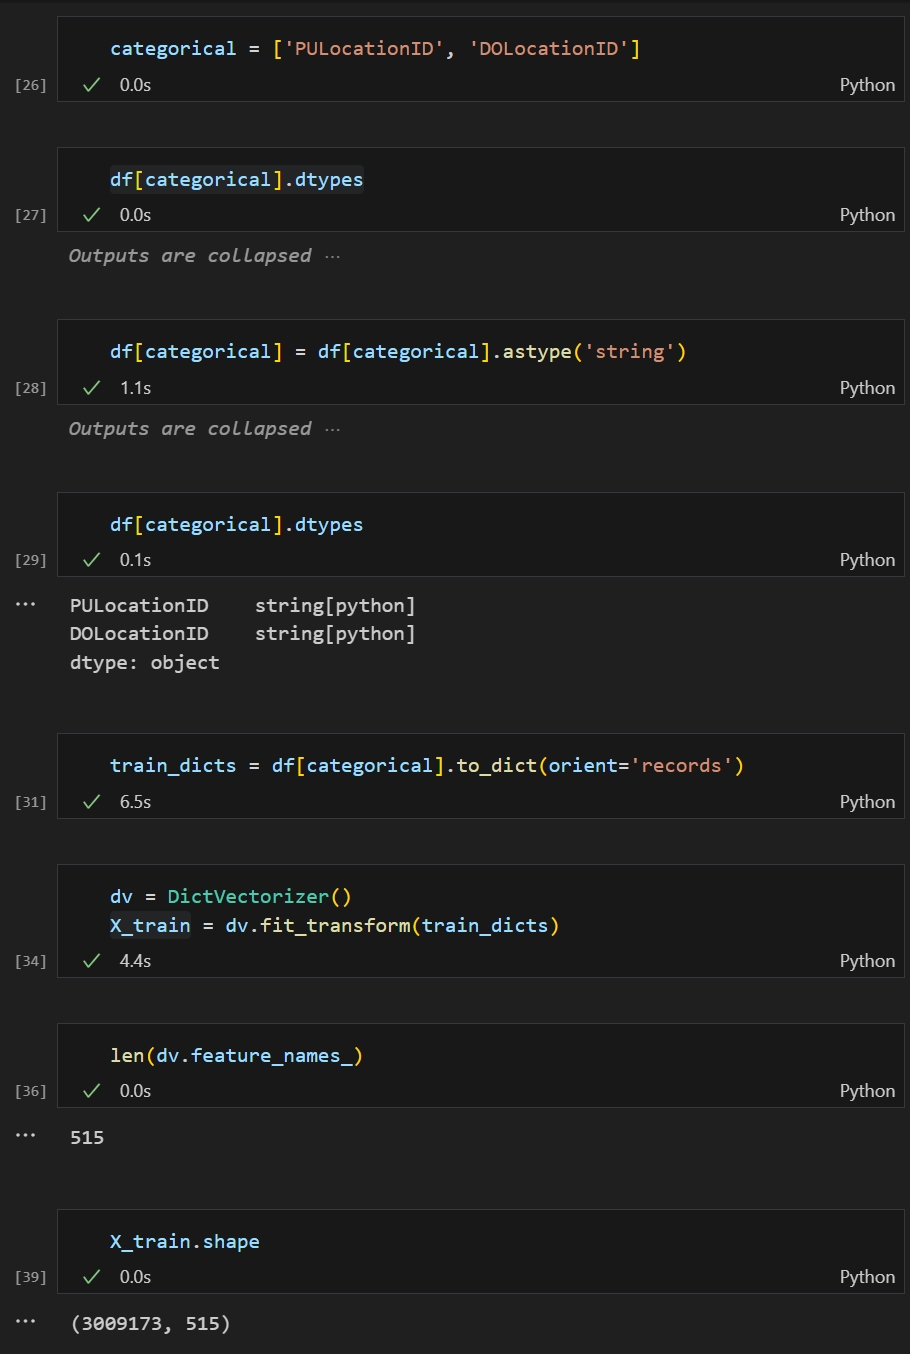 categorical = ['PULocationID', 'DOLocationID']
[26] 0.0s Python
df[categorical].dtypes
[27] 0.0s Python
Outputs are collapsed ...
df[categorical] = df[categorical].astype('string')
[28] 1.1s Python
Outputs are collapsed ...
df[categorical].dtypes
[29] 0.1s Python
... PULocationID    string[python]
DOLocationID    string[python]
dtype: object
train_dicts = df[categorical].to_dict(orient='records')
[31] 6.5s Python
dv = DictVectorizer()
X_train = dv.fit_transform(train_dicts)
[34] 4.4s Python
len(dv.feature_names_)
[36] 0.0s Python
... 515
X_train.shape
[39] 0.0s Python
... (3009173, 515)